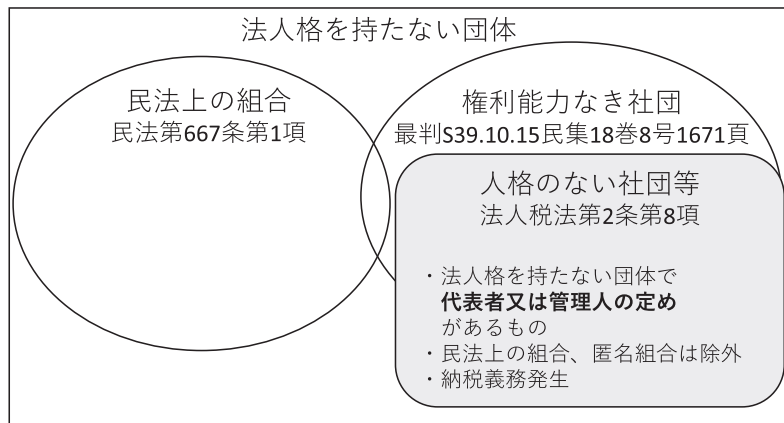 法人格を持たない団体
民法上の組合
民法第667条第1項
権利能力なき社団
最判S39.10.15民集18巻8号1671頁
人格のない社団等
法人税法第2条第8項
・法人格を持たない団体で
代表者又は管理人の定め
があるもの
・民法上の組合、匿名組合は除外
・納税義務発生